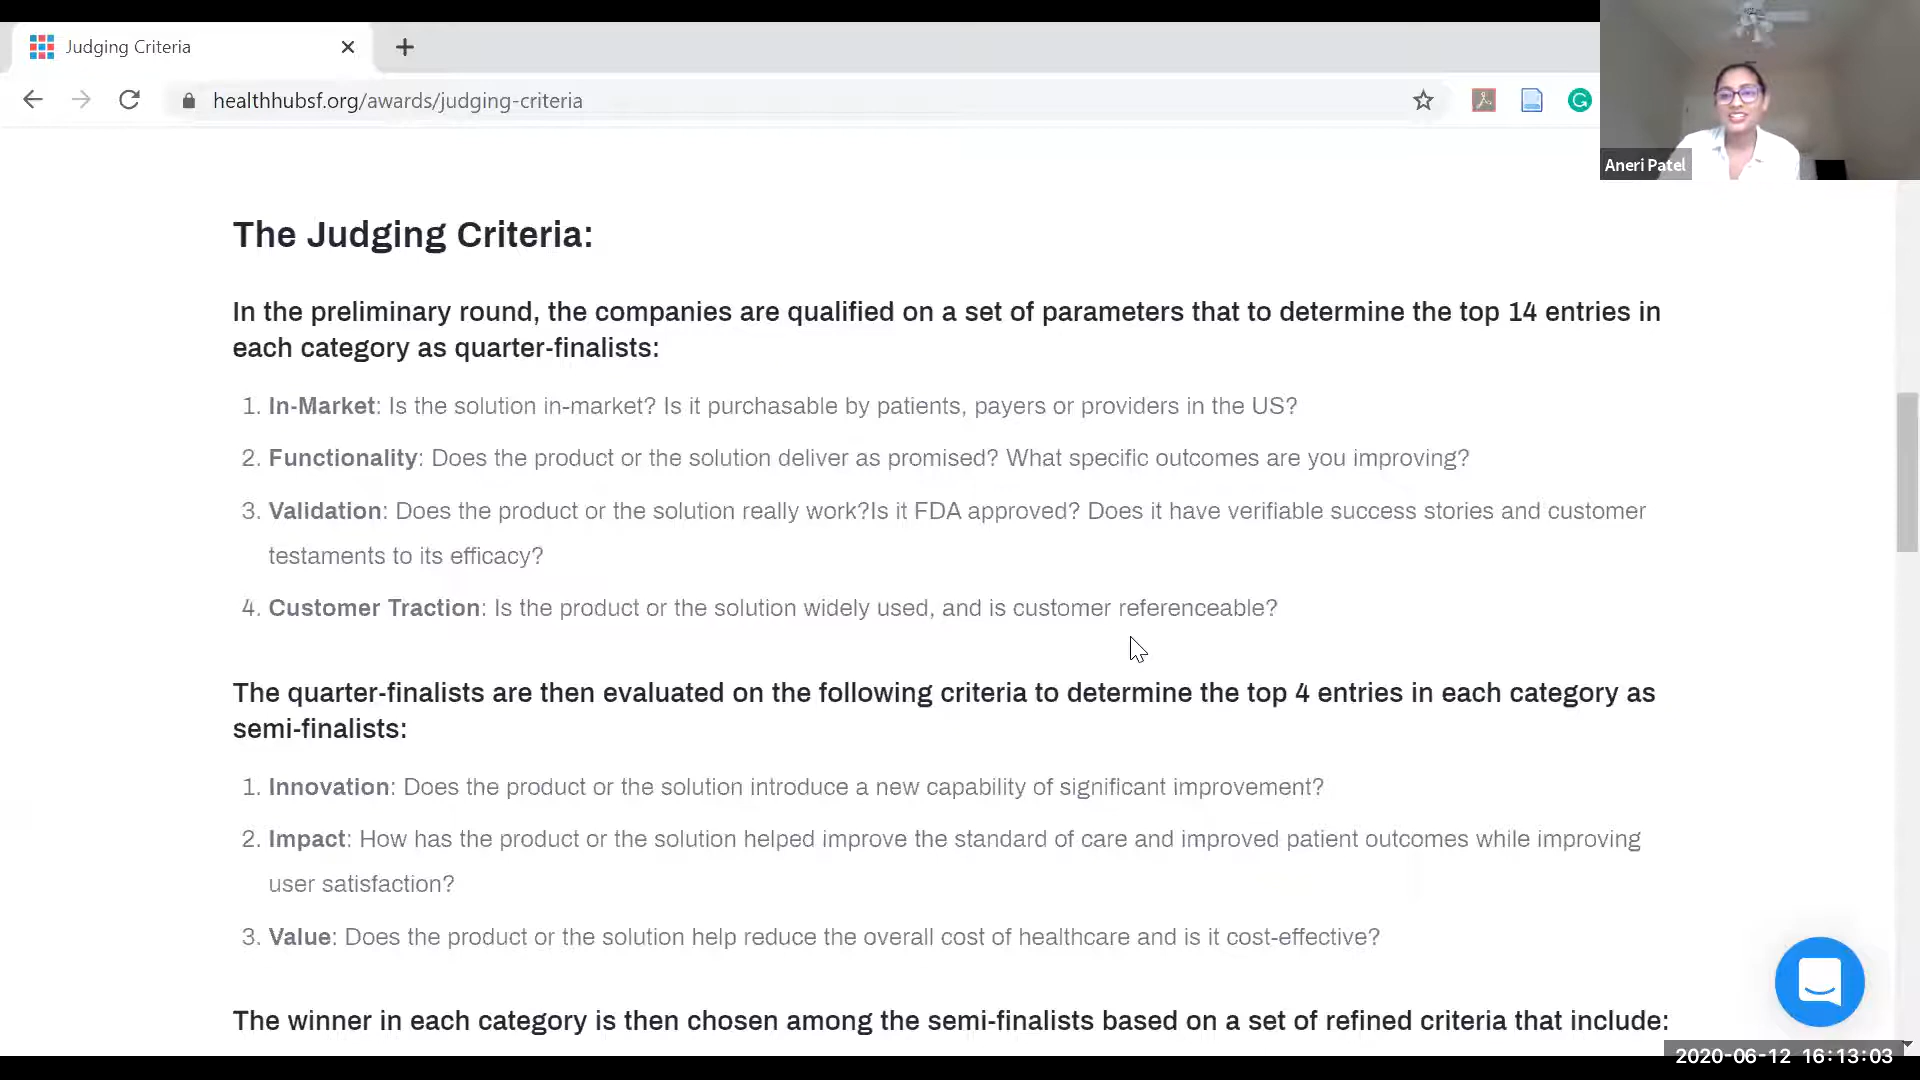 Judging Criteria
healthhubsf.org/awards/judging-criteria
Aneri Patel
The Judging Criteria:
In the preliminary round, the companies are qualified on a set of parameters that to determine the top 14 entries in
each category as quarter-finalists:
1. In-Market: Is the solution in-market? Is it purchasable by patients, payers or providers in the US?
2. Functionality: Does the product or the solution deliver as promised? What specific outcomes are you improving?
3. Validation: Does the product or the solution really work?Is it FDA approved? Does it have verifiable success stories and customer
testaments to its efficacy?
4. Customer Traction: Is the product or the solution widely used, and is customer referenceable?
The quarter-finalists are then evaluated on the following criteria to determine the top 4 entries in each category as
semi-finalists:
1. Innovation: Does the product or the solution introduce a new capability of significant improvement?
2. Impact: How has the product or the solution helped improve the standard of care and improved patient outcomes while improving
user satisfaction?
3. Value: Does the product or the solution help reduce the overall cost of healthcare and is it cost-effective?
The winner in each category is then chosen among the semi-finalists based on a set of refined criteria that include:
2020-06-12 16:13:03